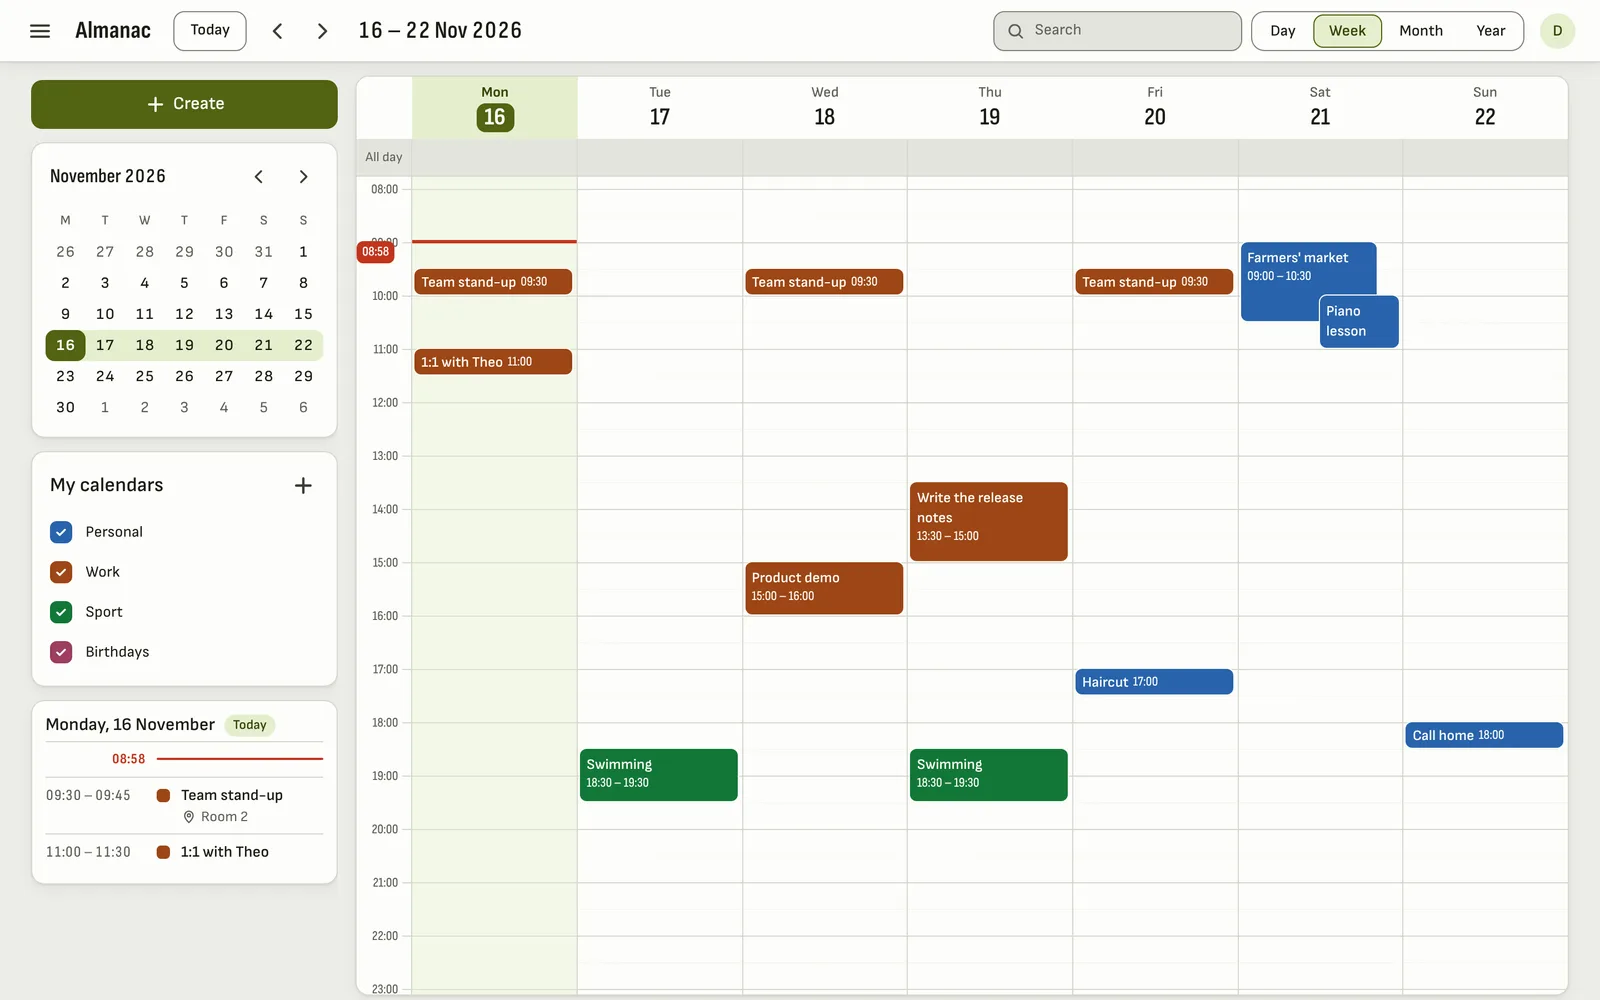 Almanac
Today
16 – 22 Nov 2026
Search
Day
Week
Month
Year
D
Create
November 2026
M T W T F S S
26 27 28 29 30 31 1
2 3 4 5 6 7 8
9 10 11 12 13 14 15
16 17 18 19 20 21 22
23 24 25 26 27 28 29
30 1 2 3 4 5 6
My calendars
Personal
Work
Sport
Birthdays
Monday, 16 November
Today
08:58
09:30 – 09:45 Team stand-up
Room 2
11:00 – 11:30 1:1 with Theo
Mon Tue Wed Thu Fri Sat Sun
16 17 18 19 20 21 22
All day
08:00
09:00
08:58
Farmers' market
09:00 – 10:30
Team stand-up 09:30
Team stand-up 09:30
Team stand-up 09:30
10:00
Piano
lesson
11:00
1:1 with Theo 11:00
12:00
13:00
Write the release
notes
13:30 – 15:00
14:00
15:00
Product demo
15:00 – 16:00
16:00
17:00
Haircut 17:00
18:00
Call home 18:00
Swimming
18:30 – 19:30
Swimming
18:30 – 19:30
19:00
20:00
21:00
22:00
23:00